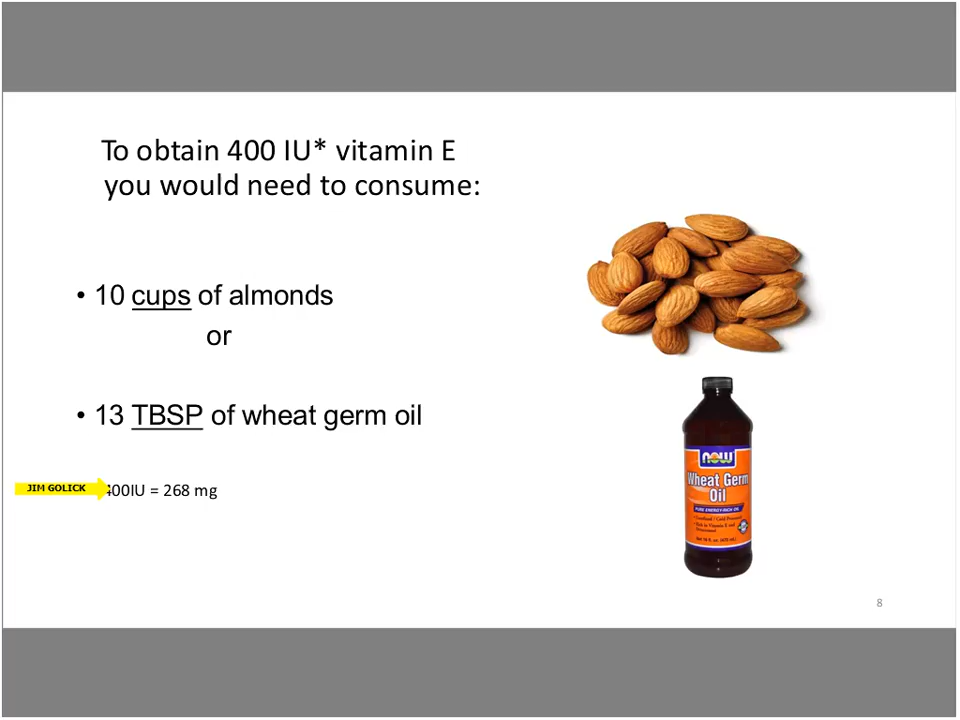 To obtain 400 IU* vitamin E
you would need to consume:
• 10 cups of almonds
or
• 13 TBSP of wheat germ oil
JIM GOLICK
400IU = 268 mg
now
Wheat Germ
Oil
PURE ENERGY-RICH OIL
8